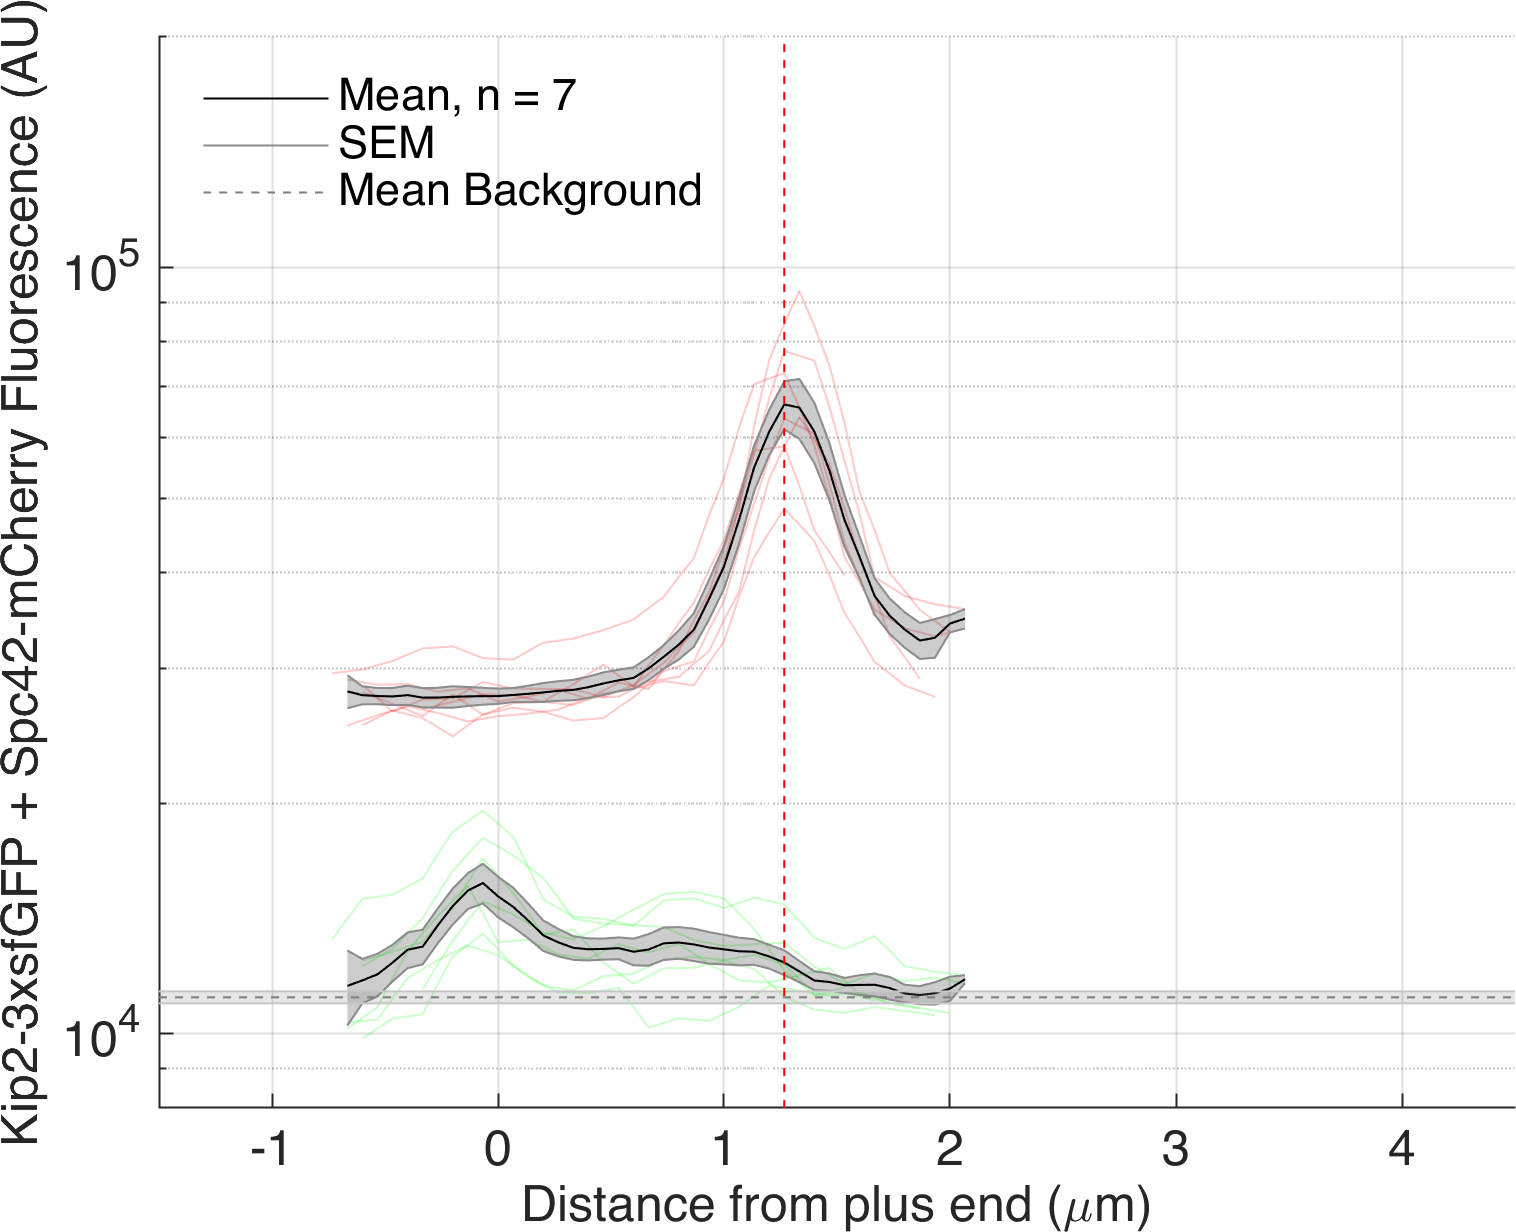 Kip2-3xsfGFP + Spc42-mCherry Fluorescence (AU)
Mean, n = 7
SEM
Mean Background
10^5
10^4
-1 0 1 2 3 4
Distance from plus end (μm)